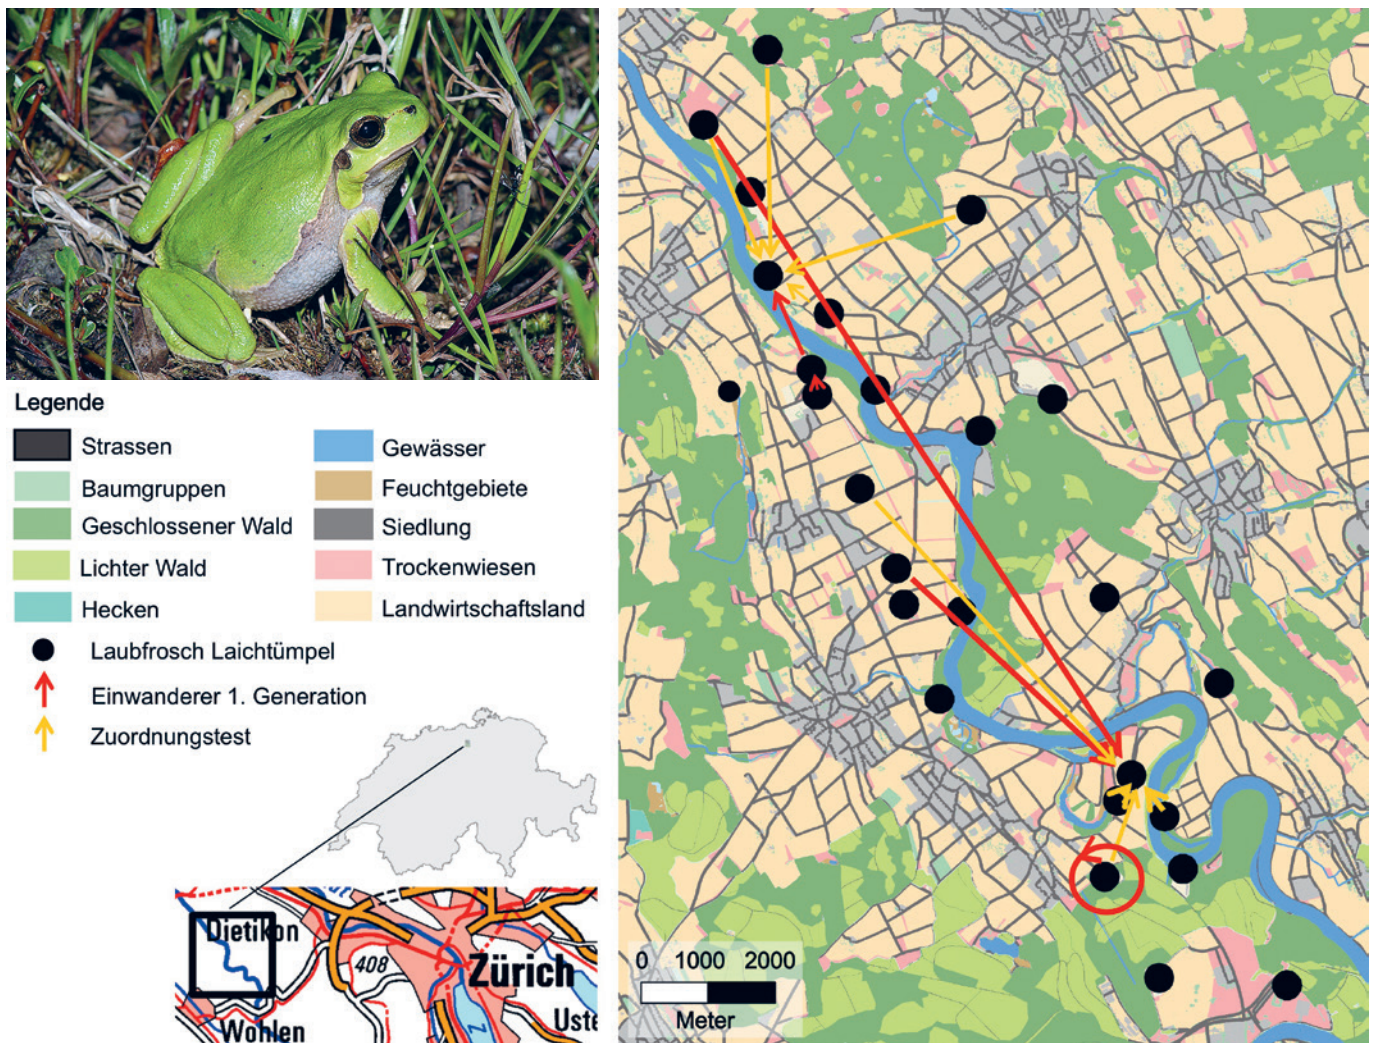 Legende
Strassen
Baumgruppen
Geschlossener Wald
Lichter Wald
Hecken
Gewässer
Feuchtgebiete
Siedlung
Trockenwiesen
Landwirtschaftsland
Laubfrosch Laichtümpel
Einwanderer 1. Generation
Zuordnungstest
Dietikon
408
Zürich
Wohlen
Uste
Z
0 1000 2000
Meter